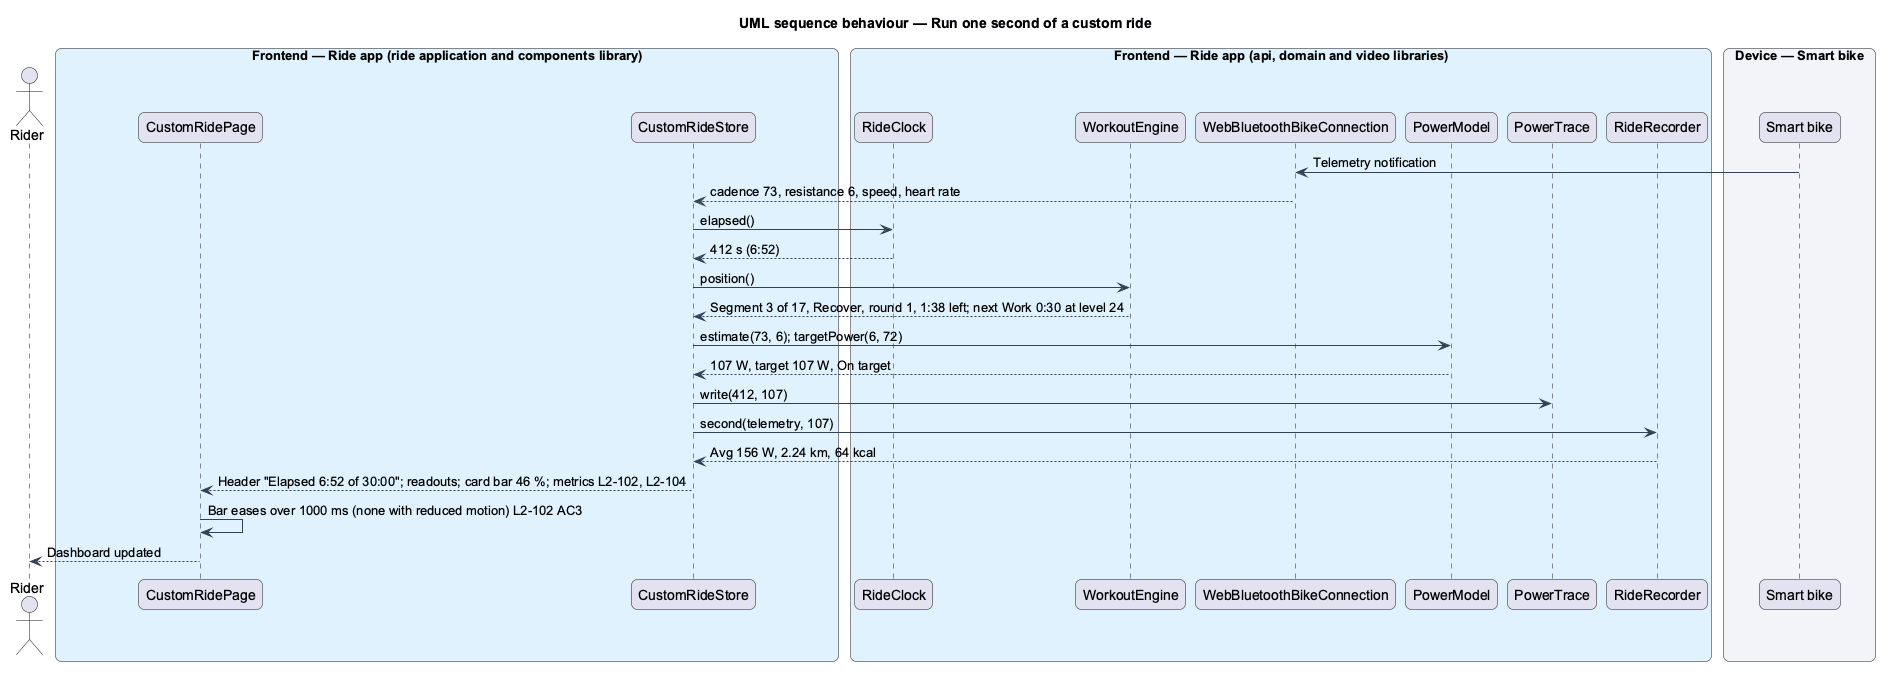 UML sequence behaviour — Run one second of a custom ride
Frontend — Ride app (ride application and components library)
Frontend — Ride app (api, domain and video libraries)
Device — Smart bike
Rider
CustomRidePage
CustomRideStore
RideClock
WorkoutEngine
WebBluetoothBikeConnection
PowerModel
PowerTrace
RideRecorder
Smart bike
Telemetry notification
cadence 73, resistance 6, speed, heart rate
elapsed()
412 s (6:52)
position()
Segment 3 of 17, Recover, round 1, 1:38 left; next Work 0:30 at level 24
estimate(73, 6); targetPower(6, 72)
107 W, target 107 W, On target
write(412, 107)
second(telemetry, 107)
Avg 156 W, 2.24 km, 64 kcal
Header "Elapsed 6:52 of 30:00"; readouts; card bar 46 %; metrics L2-102, L2-104
Bar eases over 1000 ms (none with reduced motion) L2-102 AC3
Dashboard updated
Rider
CustomRidePage
CustomRideStore
RideClock
WorkoutEngine
WebBluetoothBikeConnection
PowerModel
PowerTrace
RideRecorder
Smart bike